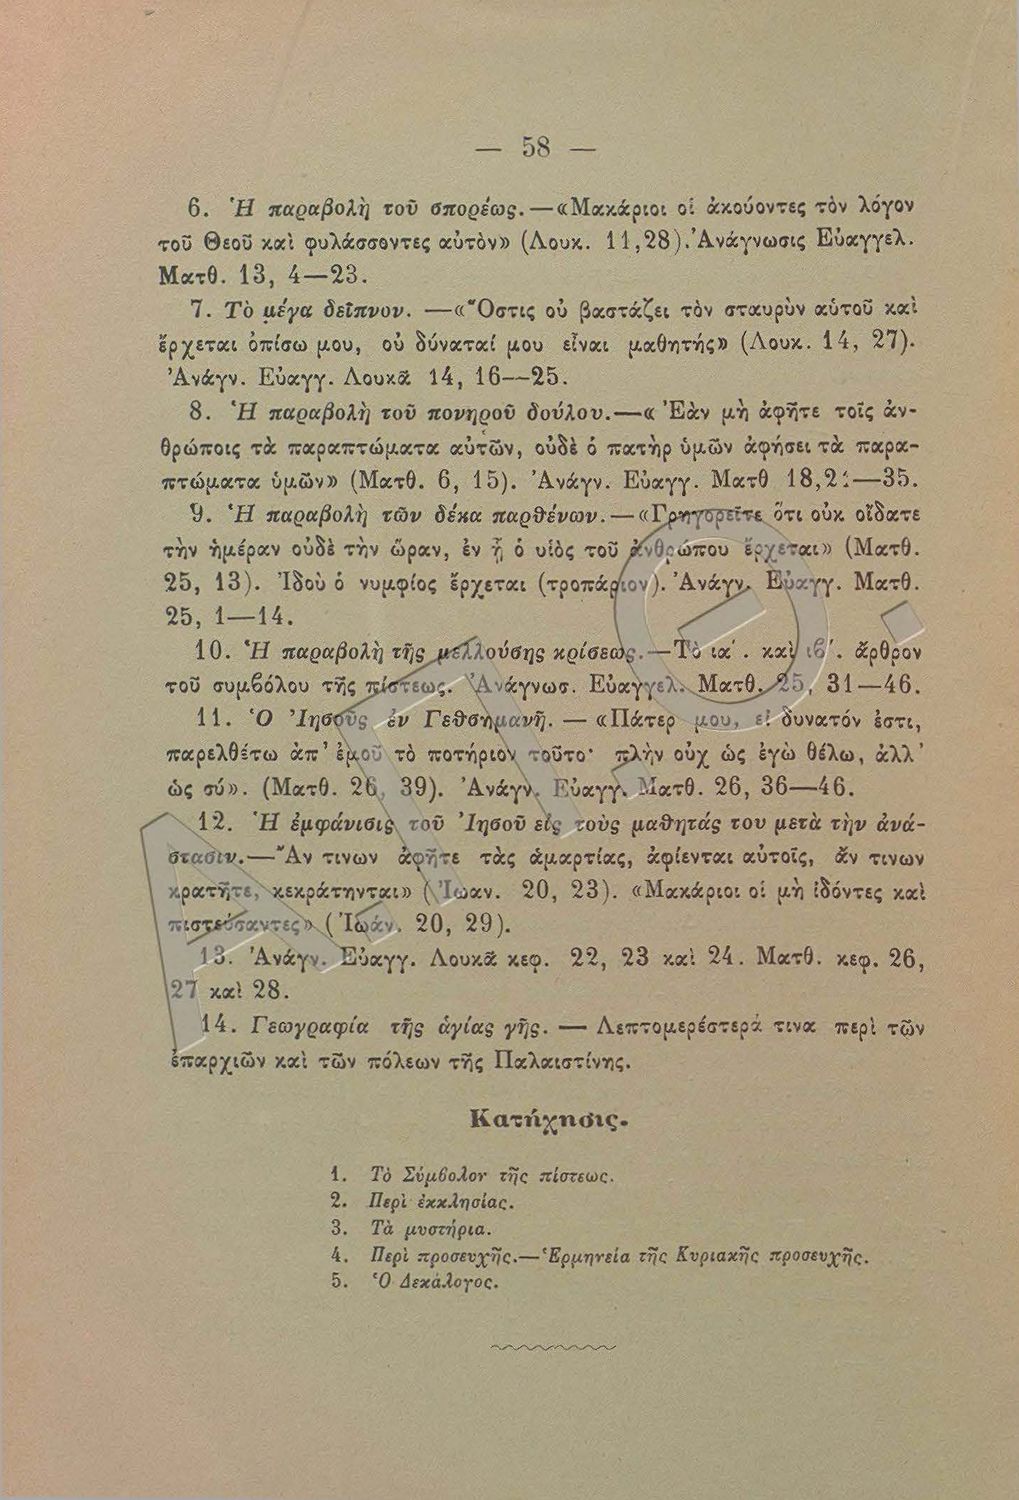 — 58 —
6. Ἡ παραβολὴ τοῦ σπορέως.—«Μακάριοι οἱ ἀκούοντες τὸν λόγον
τοῦ Θεοῦ καὶ φυλάσσοντες αὐτὸν» (Λουκ. 11,28).Ἀνάγνωσις Εὐαγγελ.
Ματθ. 13, 4—23.
7. Τὸ μέγα δεῖπνον. —«Ὅστις οὐ βαστάζει τὸν σταυρὸν αὑτοῦ καὶ
ἔρχεται ὀπίσω μου, οὐ δύναταί μου εἶναι μαθητής» (Λουκ. 14, 27).
Ἀνάγν. Εὐαγγ. Λουκᾶ 14, 16—25.
8. Ἡ παραβολὴ τοῦ πονηροῦ δούλου.—« Ἐὰν μὴ ἀφῆτε τοῖς ἀν-
θρώποις τὰ παραπτώματα αὐτῶν, οὐδὲ ὁ πατὴρ ὑμῶν ἀφήσει τὰ παρα-
πτώματα ὑμῶν» (Ματθ. 6, 15). Ἀνάγν. Εὐαγγ. Ματθ 18, —35.
9. Ἡ παραβολὴ τῶν δέκα παρθένων.—«Γρηγορεῖτε ὅτι οὐκ οἴδατε
τὴν ἡμέραν οὐδὲ τὴν ὥραν, ἐν ᾗ ὁ υἱὸς τοῦ ἀνθρώπου ἔρχεται» (Ματθ.
25, 13). Ἰδοὺ ὁ νυμφίος ἔρχεται (τροπάριον). Ἀνάγν. Εὐαγγ. Ματθ.
25, 1—14.
10. Ἡ παραβολὴ τῆς μελλούσης κρίσεως.—Τὸ ια΄. καὶ ιβ΄. ἄρθρον
τοῦ συμβόλου τῆς πίστεως. Ἀνάγνωσ. Εὐαγγελ. Ματθ. 25, 31—46.
11. Ὁ Ἰησοῦς ἐν Γεθσημανῇ. — «Πάτερ μου, εἰ δυνατόν ἐστι,
παρελθέτω ἀπ’ ἐμοῦ τὸ ποτήριον τοῦτο· πλὴν οὐχ ὡς ἐγὼ θέλω, ἀλλ’
ὡς σύ». (Ματθ. 26, 39). Ἀνάγν. Εὐαγγ. Ματθ. 26, 36—46.
12. Ἡ ἐμφάνισις τοῦ Ἰησοῦ εἰς τοὺς μαθητάς του μετὰ τὴν ἀνά-
στασιν.—Ἄν τινων ἀφῆτε τὰς ἁμαρτίας, ἀφίενται αὐτοῖς, ἄν τινων
κρατῆτε, κεκράτηνται» (Ἰωαν. 20, 23). «Μακάριοι οἱ μὴ ἰδόντες καὶ
πιστεύσαντες» (Ἰωάν. 20, 29).
13. Ἀνάγν. Εὐαγγ. Λουκᾶ κεφ. 22, 23 καὶ 24. Ματθ. κεφ. 26,
27 καὶ 28.
14. Γεωγραφία τῆς ἁγίας γῆς. — Λεπτομερέστερά τινα περὶ τῶν
ἐπαρχιῶν καὶ τῶν πόλεων τῆς Παλαιστίνης.
Κατήχησις.
1. Τὸ Σύμβολον τῆς πίστεως.
2. Περὶ ἐκκλησίας.
3. Τὰ μυστήρια.
4. Περὶ προσευχῆς.—Ἑρμηνεία τῆς Κυριακῆς προσευχῆς.
5. Ὁ Δεκάλογος.